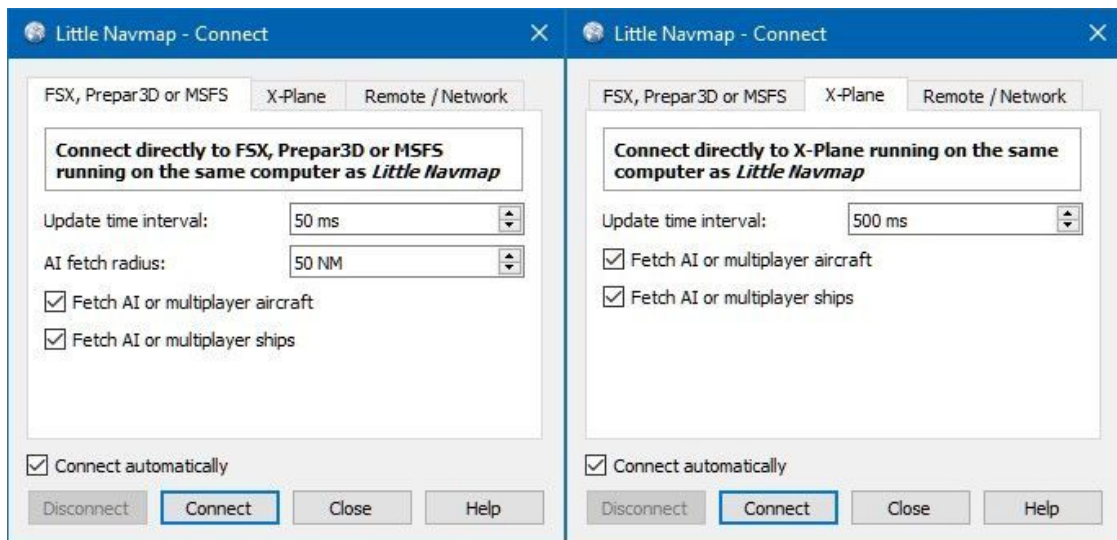 Little Navmap - Connect
FSX, Prepar3D or MSFS X-Plane Remote / Network
Connect directly to FSX, Prepar3D or MSFS
running on the same computer as Little Navmap
Update time interval: 50 ms
AI fetch radius: 50 NM
Fetch AI or multiplayer aircraft
Fetch AI or multiplayer ships
Connect automatically
Disconnect Connect Close Help
Little Navmap - Connect
FSX, Prepar3D or MSFS X-Plane Remote / Network
Connect directly to X-Plane running on the same
computer as Little Navmap
Update time interval: 500 ms
Fetch AI or multiplayer aircraft
Fetch AI or multiplayer ships
Connect automatically
Disconnect Connect Close Help